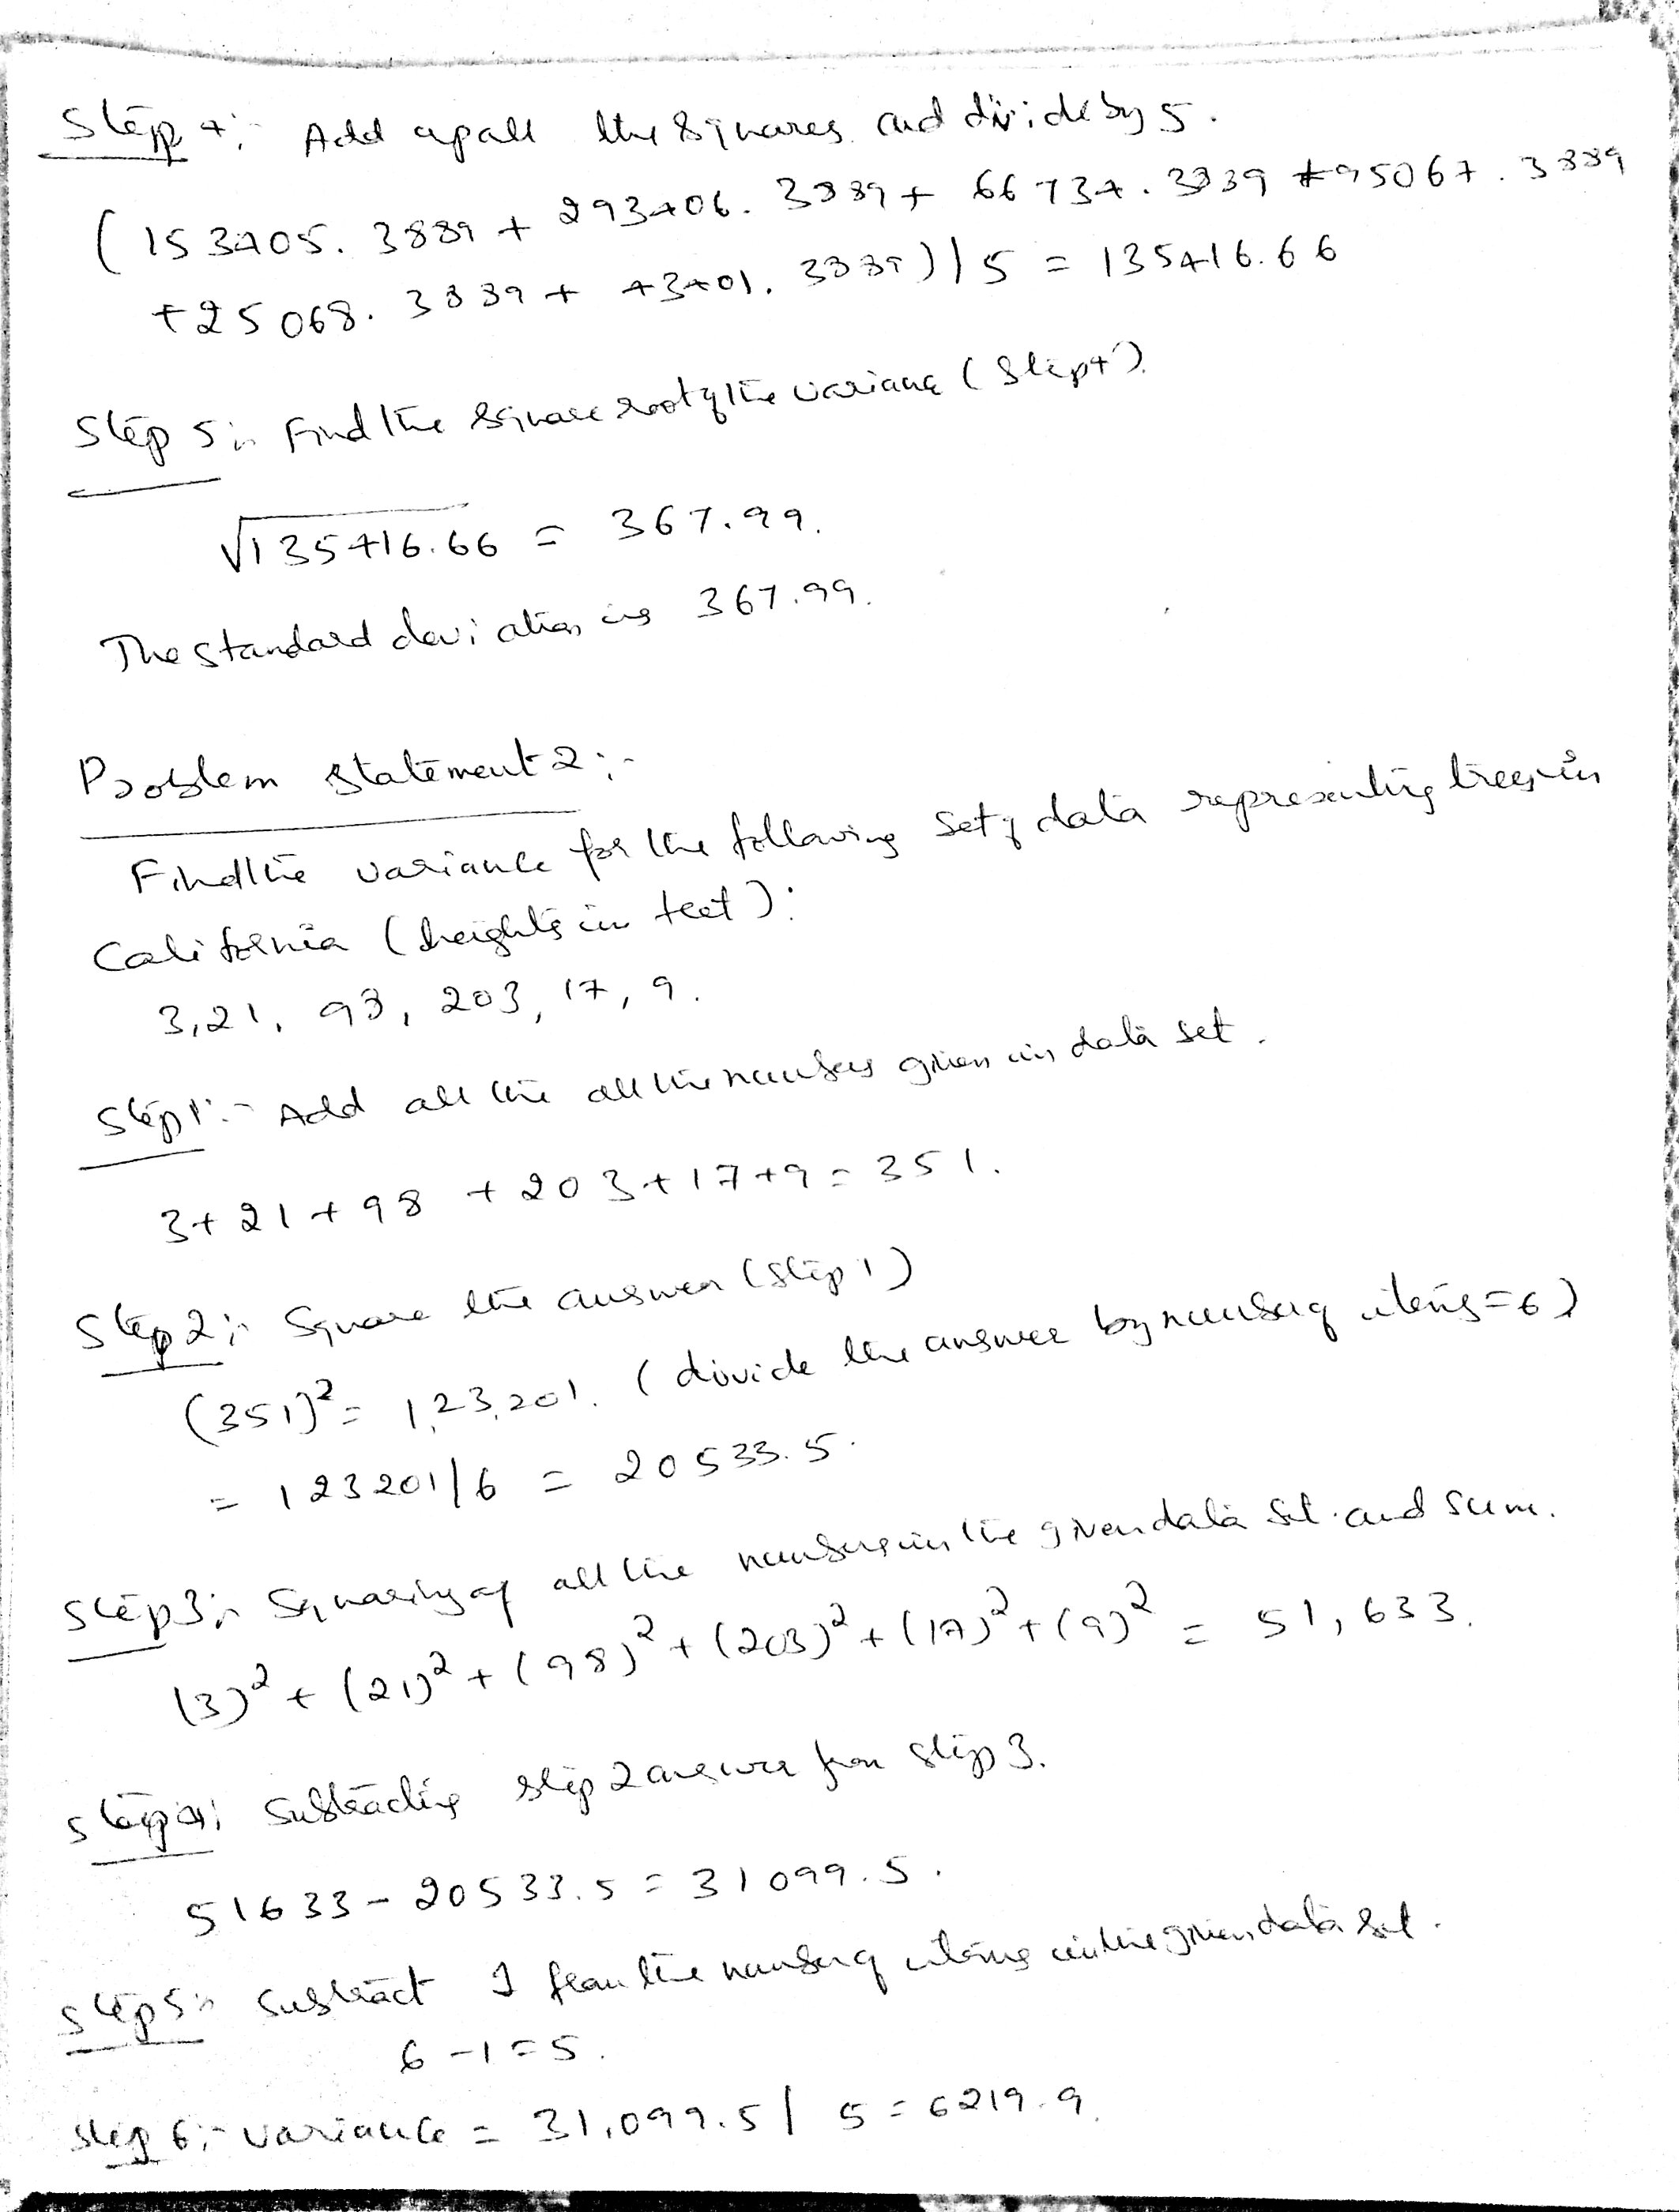 Step 4:- Add up all the squares and divide by 5.
(153405.3889 + 293406.3889 + 66734.3889 + 95067.3889
+25068.3889 + 43401.3889)/5 = 135416.66
Step 5:- Find the square root of the variance (Step 4)
√135416.66 = 367.99.
The standard deviation is 367.99.
Problem statement 2:-
Find the variance for the following set of data representing trees in
California (heights in feet):
3, 21, 98, 203, 17, 9.
Step 1:- Add all the all the numbers given in data set.
3+21+98 + 203+17+9 = 351.
Step 2:- Square the answer (Step 1)
(351)² = 1,23,201. (divide the answer by number of items = 6)
= 123201/6 = 20533.5.
Step 3:- Squaring of all the numbers in the given data set and sum.
(3)² + (21)² + (98)² + (203)² + (17)² + (9)² = 51,633.
Step 4: Subtracting step 2 answer from step 3.
51633 - 20533.5 = 31099.5.
Step 5:- Subtract 1 from the number of items in the given data set.
6-1=5.
Step 6:- variance = 31,099.5 / 5 = 6219.9.